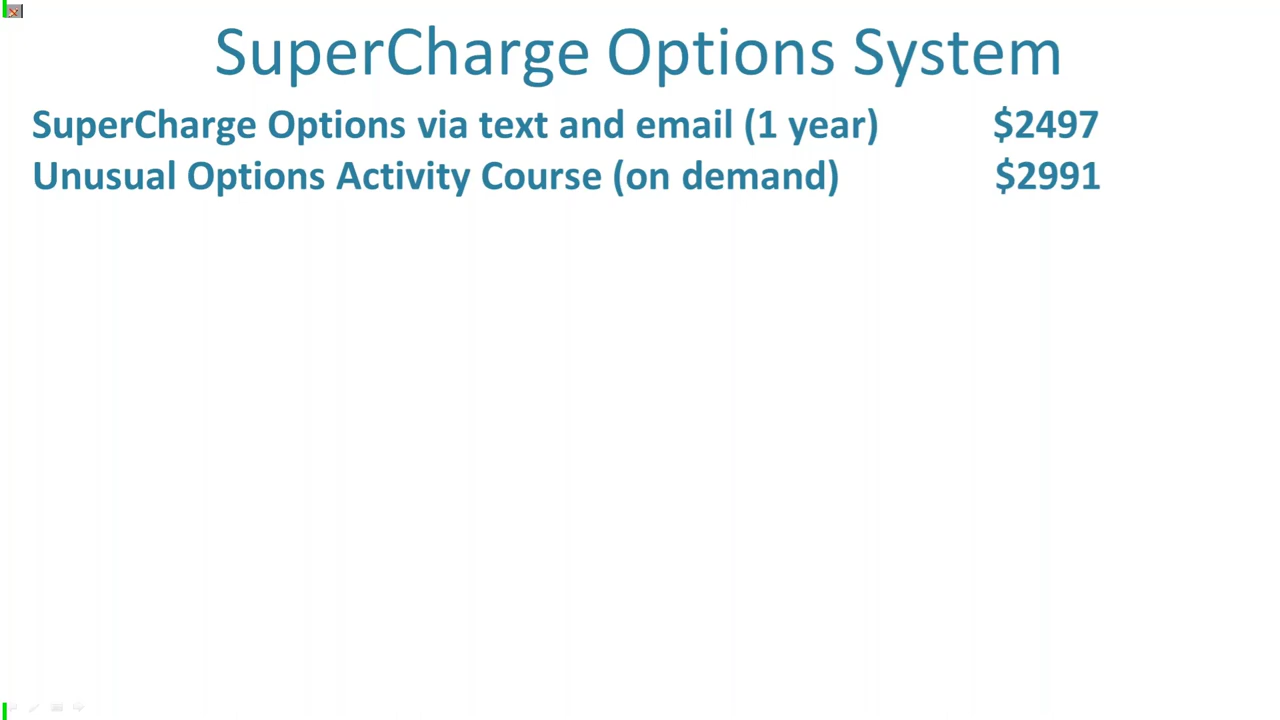 SuperCharge Options System
SuperCharge Options via text and email (1 year) $2497
Unusual Options Activity Course (on demand) $2991